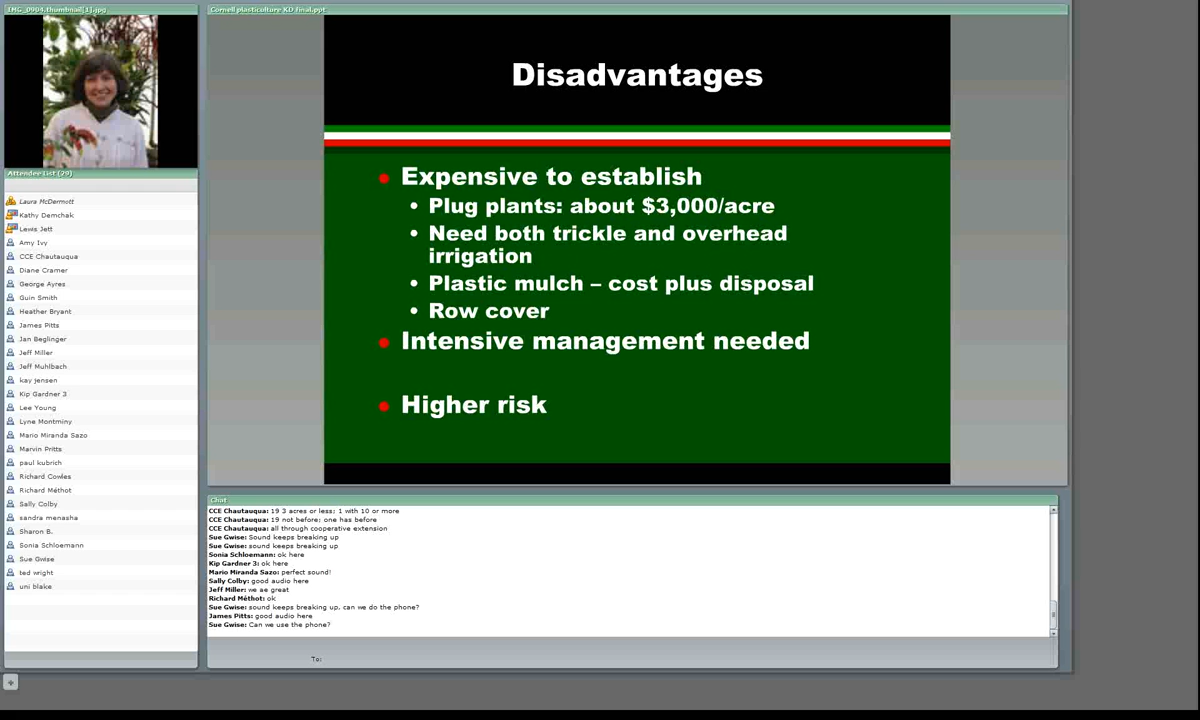 IMG_0904.thumbnail[1].jpg
Attendee List (29)
Laura McDermott
Kathy Demchak
Lewis Jett
Amy Ivy
CCE Chautauqua
Diane Cramer
George Ayres
Guin Smith
Heather Bryant
James Pitts
Jan Beglinger
Jeff Miller
Jeff Muhlbach
kay jensen
Kip Gardner 3
Lee Young
Lyne Montminy
Mario Miranda Sazo
Marvin Pritts
paul kubrich
Richard Cowles
Richard Méthot
Sally Colby
sandra menasha
Sharon B.
Sonia Schloemann
Sue Gwise
ted wright
uni blake
Cornell plasticulture KD final.ppt
Disadvantages
• Expensive to establish
• Plug plants: about $3,000/acre
• Need both trickle and overhead
irrigation
• Plastic mulch – cost plus disposal
• Row cover
• Intensive management needed
• Higher risk
Chat
CCE Chautauqua: 19 3 acres or less; 1 with 10 or more
CCE Chautauqua: 19 not before; one has before
CCE Chautauqua: all through cooperative extension
Sue Gwise: Sound keeps breaking up
Sue Gwise: sound keeps breaking up
Sonia Schloemann: ok here
Kip Gardner 3: ok here
Mario Miranda Sazo: perfect sound!
Sally Colby: good audio here
Jeff Miller: we ae great
Richard Méthot: ok
Sue Gwise: sound keeps breaking up, can we do the phone?
James Pitts: good audio here
Sue Gwise: Can we use the phone?
To: